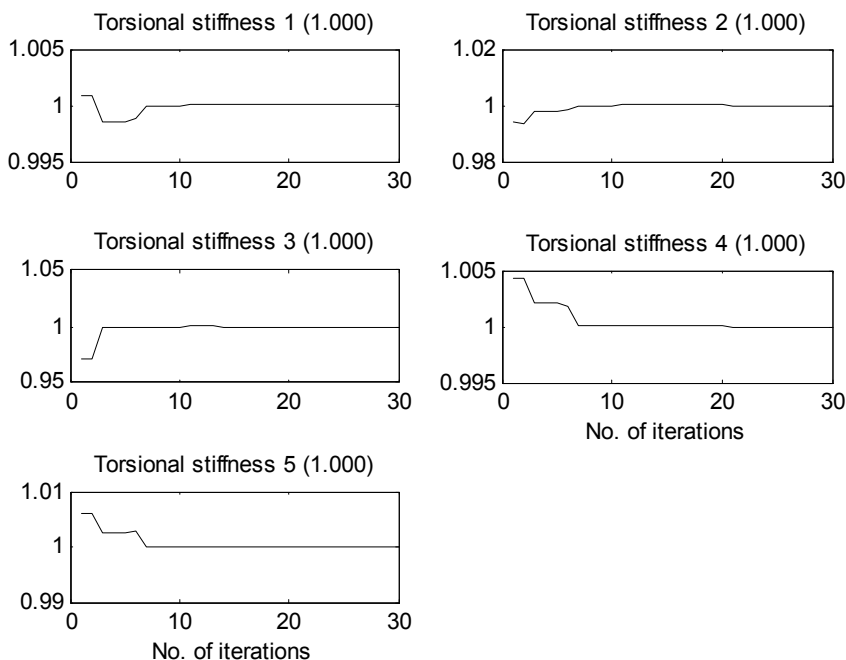 Torsional stiffness 1 (1.000)
1.005
1
0.995
0 10 20 30
Torsional stiffness 2 (1.000)
1.02
1
0.98
0 10 20 30
Torsional stiffness 3 (1.000)
1.05
1
0.95
0 10 20 30
Torsional stiffness 4 (1.000)
1.005
1
0.995
0 10 20 30
No. of iterations
Torsional stiffness 5 (1.000)
1.01
1
0.99
0 10 20 30
No. of iterations